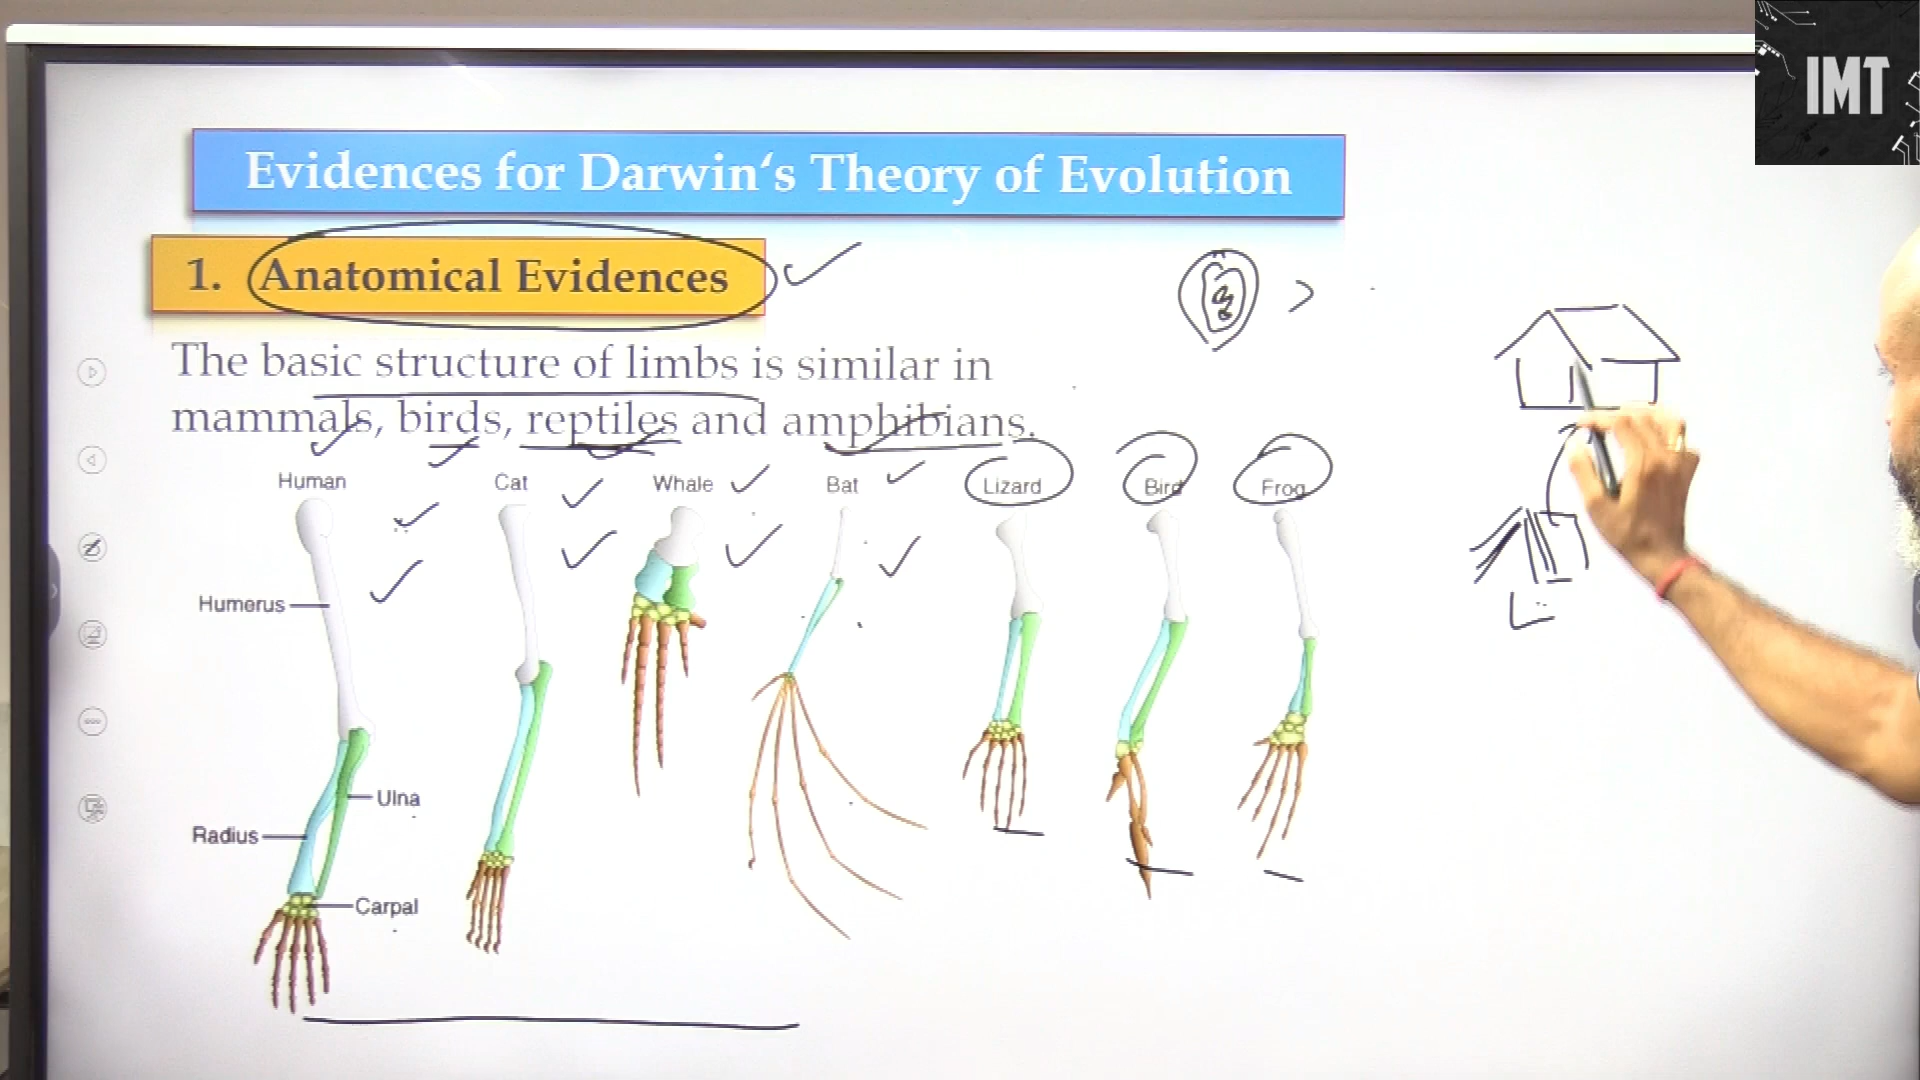 IMT
Evidences for Darwin‘s Theory of Evolution
1. Anatomical Evidences
The basic structure of limbs is similar in
mammals, birds, reptiles and amphibians.
Human Cat Whale Bat Lizard Bird Frog
Humerus
Ulna
Radius
Carpal